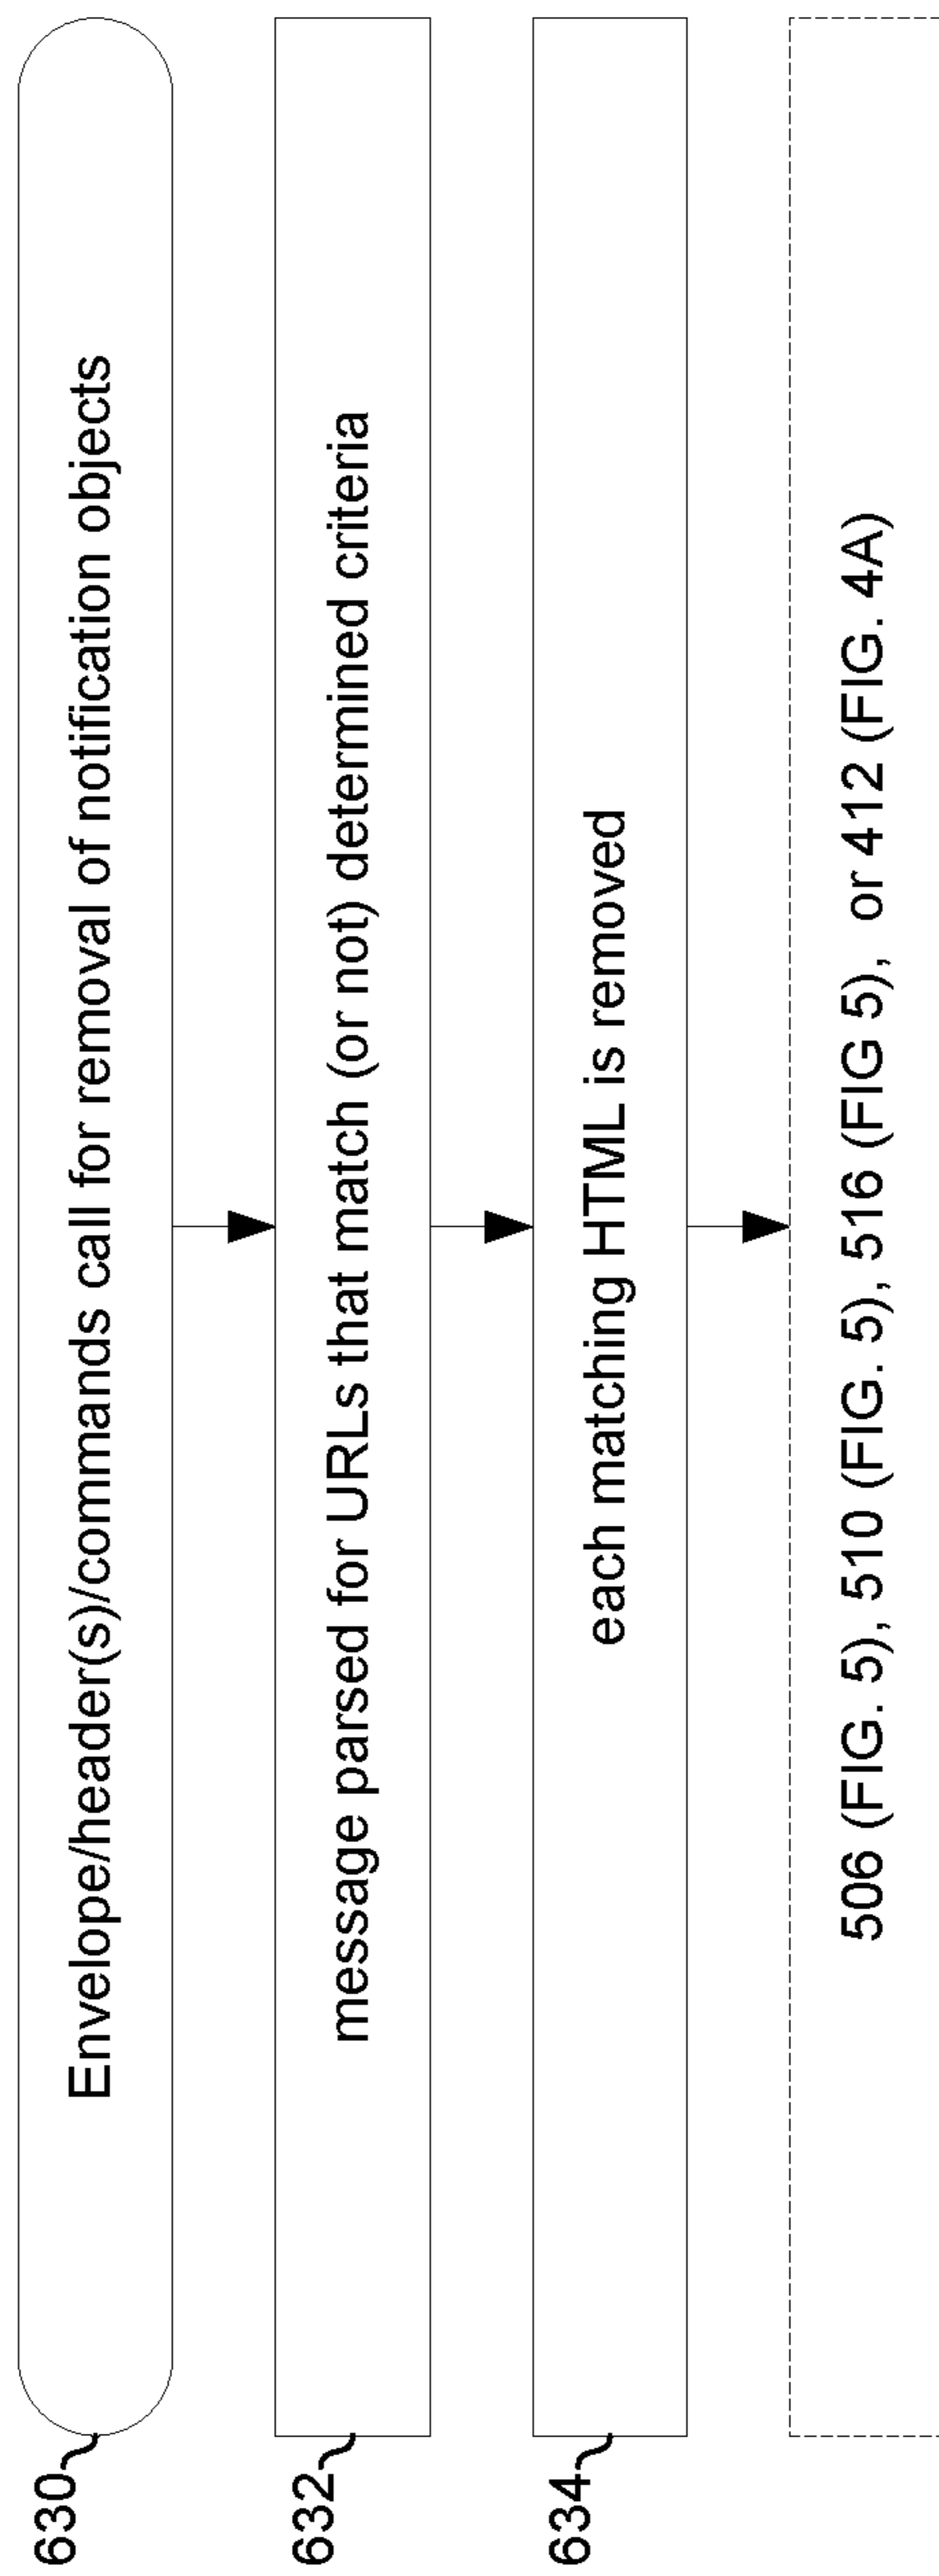 630
Envelope/header(s)/commands call for removal of notification objects
632
message parsed for URLs that match (or not) determined criteria
634
each matching HTML is removed
506 (FIG. 5), 510 (FIG. 5), 516 (FIG 5), or 412 (FIG. 4A)